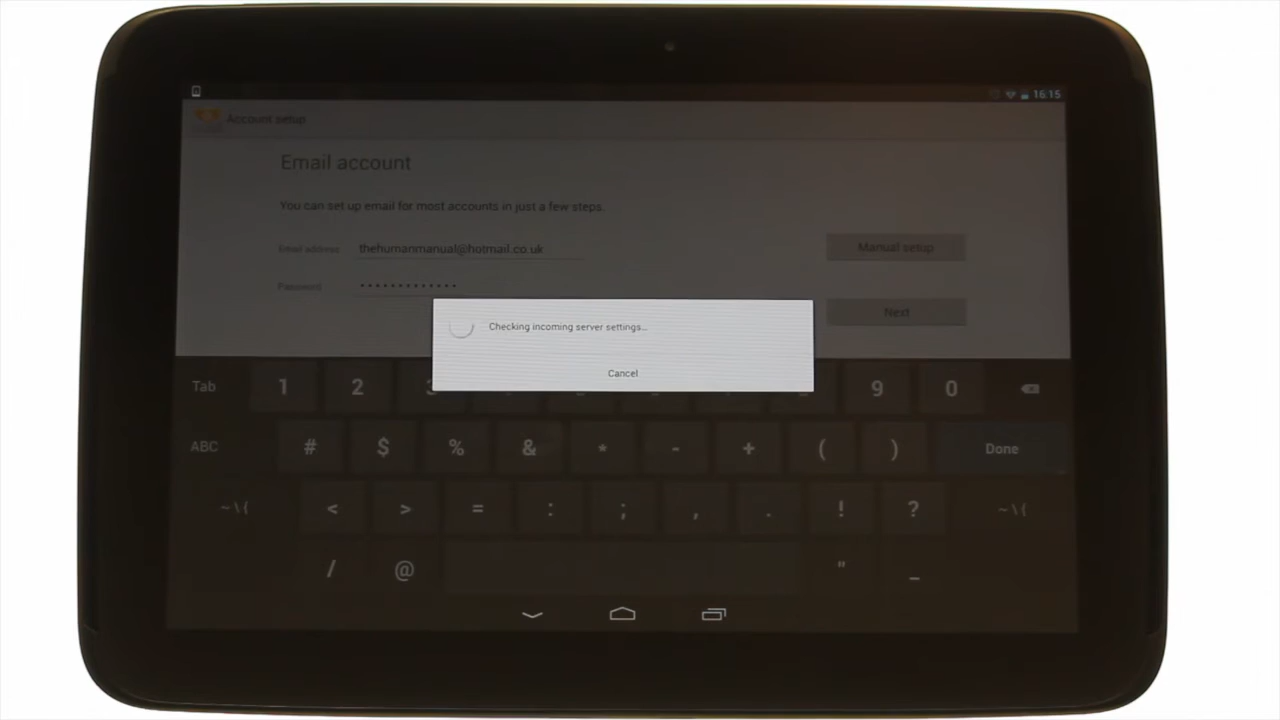 16:15
Account setup
Email account
You can set up email for most accounts in just a few steps.
Email address thehumanmanual@hotmail.co.uk Manual setup
Password •••••••••••••
Next
Checking incoming server settings...
Cancel
Tab 1 2 9 0
ABC # $ % & * - + ( ) Done
~\{ < > = : ; , . ! ? ~\{
/ @ " _